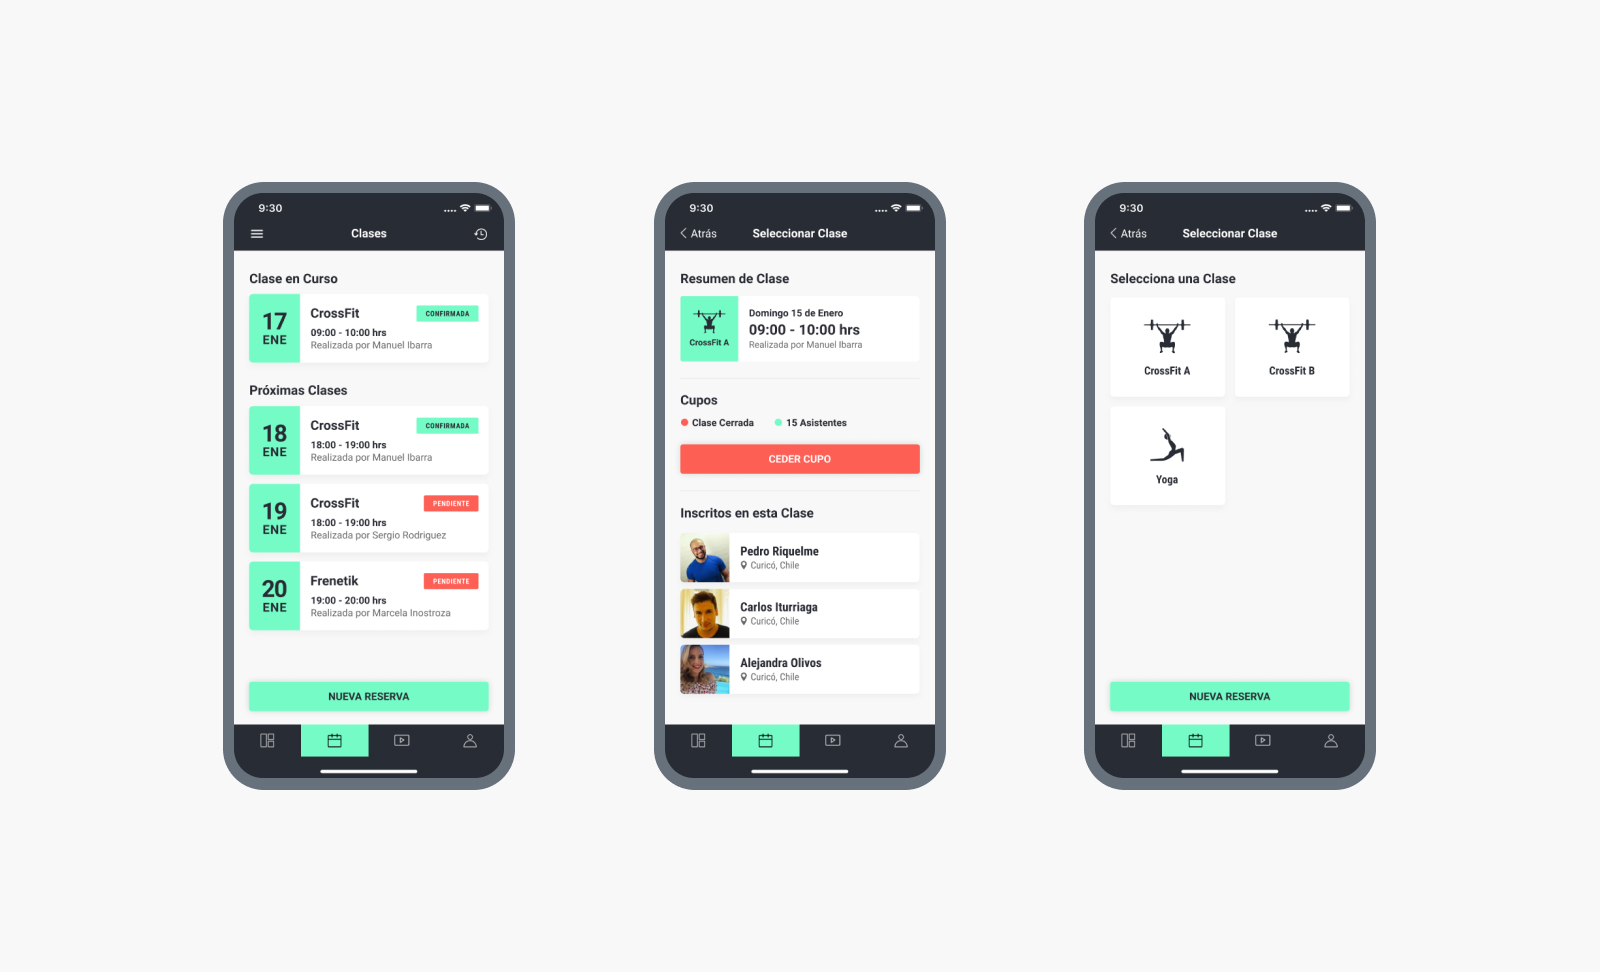 9:30
Clases
Clase en Curso
17
ENE
CrossFit
CONFIRMADA
09:00 - 10:00 hrs
Realizada por Manuel Ibarra
Próximas Clases
18
ENE
CrossFit
CONFIRMADA
18:00 - 19:00 hrs
Realizada por Manuel Ibarra
19
ENE
CrossFit
PENDIENTE
18:00 - 19:00 hrs
Realizada por Sergio Rodriguez
20
ENE
Frenetik
PENDIENTE
19:00 - 20:00 hrs
Realizada por Marcela Inostroza
NUEVA RESERVA
9:30
Atrás
Seleccionar Clase
Resumen de Clase
CrossFit A
Domingo 15 de Enero
09:00 - 10:00 hrs
Realizada por Manuel Ibarra
Cupos
Clase Cerrada
15 Asistentes
CEDER CUPO
Inscritos en esta Clase
Pedro Riquelme
Curicó, Chile
Carlos Iturriaga
Curicó, Chile
Alejandra Olivos
Curicó, Chile
9:30
Atrás
Seleccionar Clase
Selecciona una Clase
CrossFit A
CrossFit B
Yoga
NUEVA RESERVA